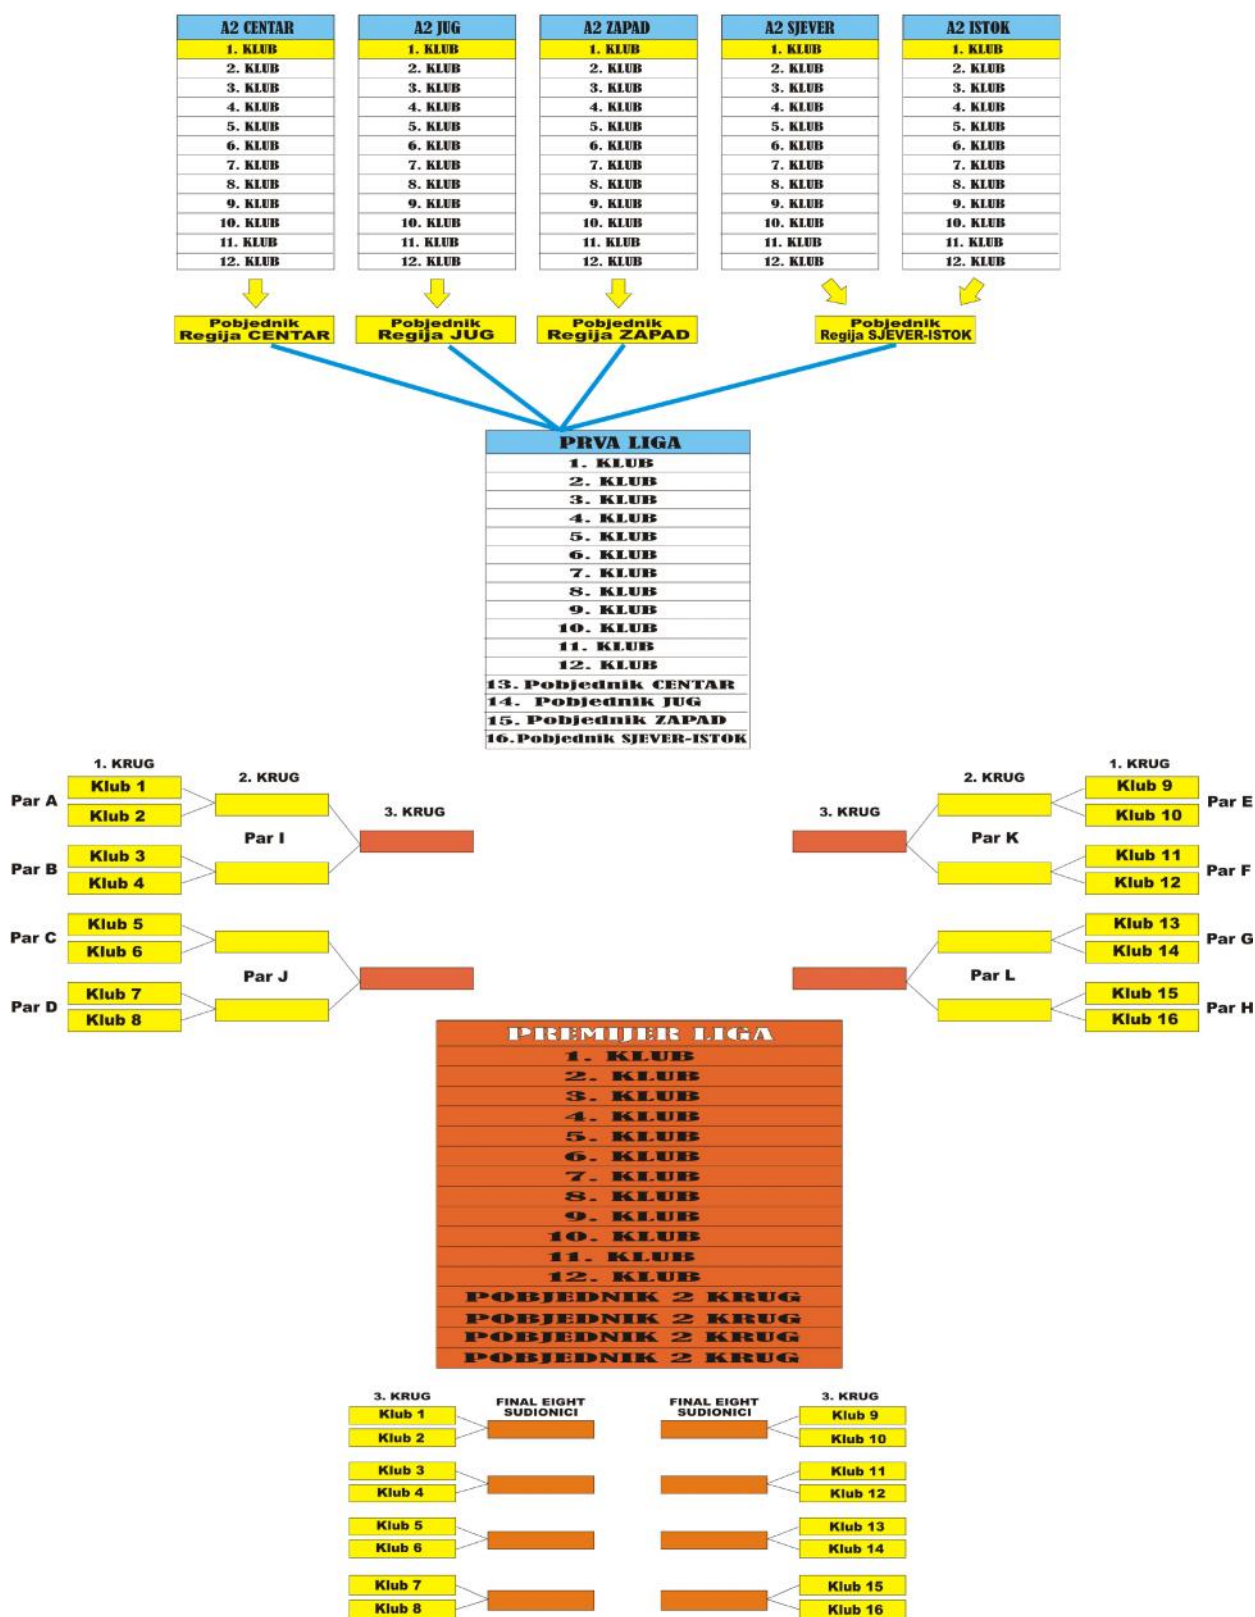 A2 CENTAR
1. KLUB
2. KLUB
3. KLUB
4. KLUB
5. KLUB
6. KLUB
7. KLUB
8. KLUB
9. KLUB
10. KLUB
11. KLUB
12. KLUB
A2 JUG
1. KLUB
2. KLUB
3. KLUB
4. KLUB
5. KLUB
6. KLUB
7. KLUB
8. KLUB
9. KLUB
10. KLUB
11. KLUB
12. KLUB
A2 ZAPAD
1. KLUB
2. KLUB
3. KLUB
4. KLUB
5. KLUB
6. KLUB
7. KLUB
8. KLUB
9. KLUB
10. KLUB
11. KLUB
12. KLUB
A2 SJEVER
1. KLUB
2. KLUB
3. KLUB
4. KLUB
5. KLUB
6. KLUB
7. KLUB
8. KLUB
9. KLUB
10. KLUB
11. KLUB
12. KLUB
A2 ISTOK
1. KLUB
2. KLUB
3. KLUB
4. KLUB
5. KLUB
6. KLUB
7. KLUB
8. KLUB
9. KLUB
10. KLUB
11. KLUB
12. KLUB
Pobjednik
Regija CENTAR
Pobjednik
Regija JUG
Pobjednik
Regija ZAPAD
Pobjednik
Regija SJEVER-ISTOK
PRVA LIGA
1. KLUB
2. KLUB
3. KLUB
4. KLUB
5. KLUB
6. KLUB
7. KLUB
8. KLUB
9. KLUB
10. KLUB
11. KLUB
12. KLUB
13. Pobjednik CENTAR
14. Pobjednik JUG
15. Pobjednik ZAPAD
16. Pobjednik SJEVER-ISTOK
1. KRUG
2. KRUG
3. KRUG
Par A
Klub 1
Klub 2
Par I
Par B
Klub 3
Klub 4
Par C
Klub 5
Klub 6
Par J
Par D
Klub 7
Klub 8
3. KRUG
2. KRUG
1. KRUG
Klub 9
Klub 10
Par E
Par K
Klub 11
Klub 12
Par F
Klub 13
Klub 14
Par G
Par L
Klub 15
Klub 16
Par H
PREMIJER LIGA
1. KLUB
2. KLUB
3. KLUB
4. KLUB
5. KLUB
6. KLUB
7. KLUB
8. KLUB
9. KLUB
10. KLUB
11. KLUB
12. KLUB
POBJEDNIK 2 KRUG
POBJEDNIK 2 KRUG
POBJEDNIK 2 KRUG
POBJEDNIK 2 KRUG
3. KRUG
Klub 1
Klub 2
Klub 3
Klub 4
Klub 5
Klub 6
Klub 7
Klub 8
FINAL EIGHT
SUDIONICI
FINAL EIGHT
SUDIONICI
3. KRUG
Klub 9
Klub 10
Klub 11
Klub 12
Klub 13
Klub 14
Klub 15
Klub 16